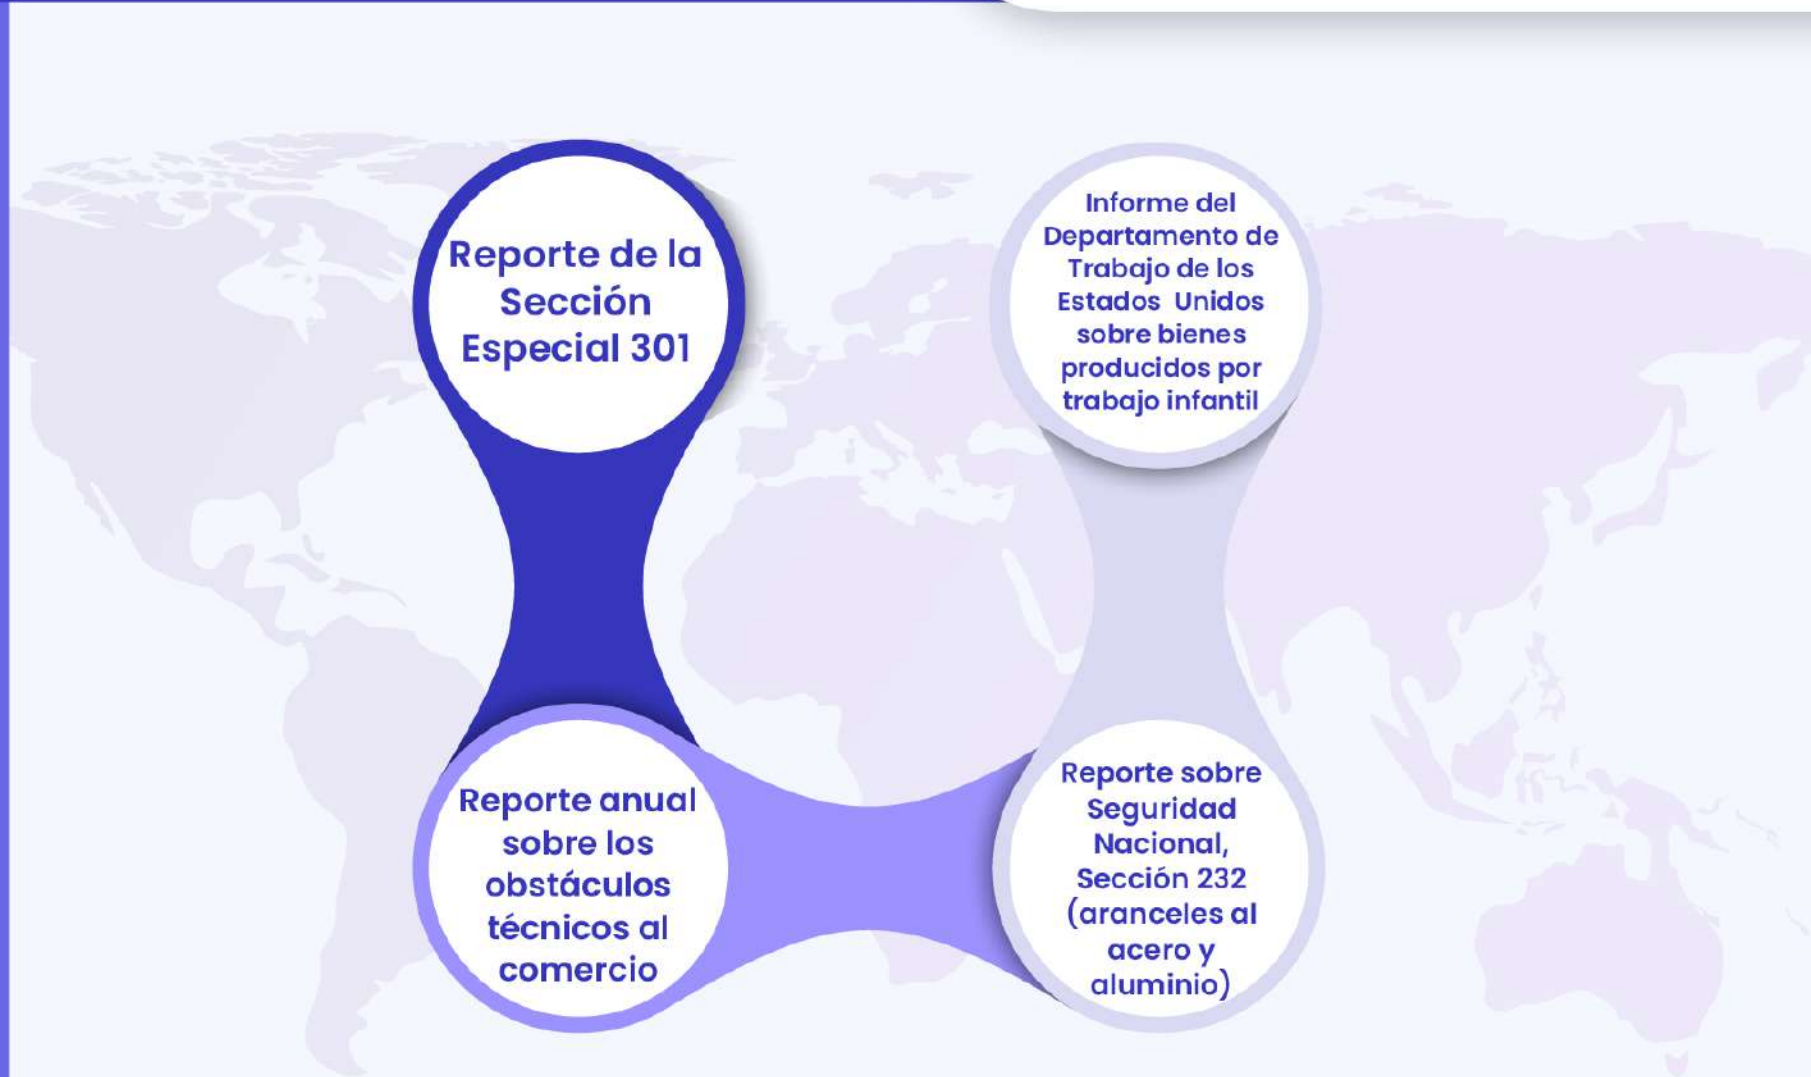 Reporte de la
Sección
Especial 301
Informe del
Departamento de
Trabajo de los
Estados Unidos
sobre bienes
producidos por
trabajo infantil
Reporte anual
sobre los
obstáculos
técnicos al
comercio
Reporte sobre
Seguridad
Nacional,
Sección 232
(aranceles al
acero y
aluminio)